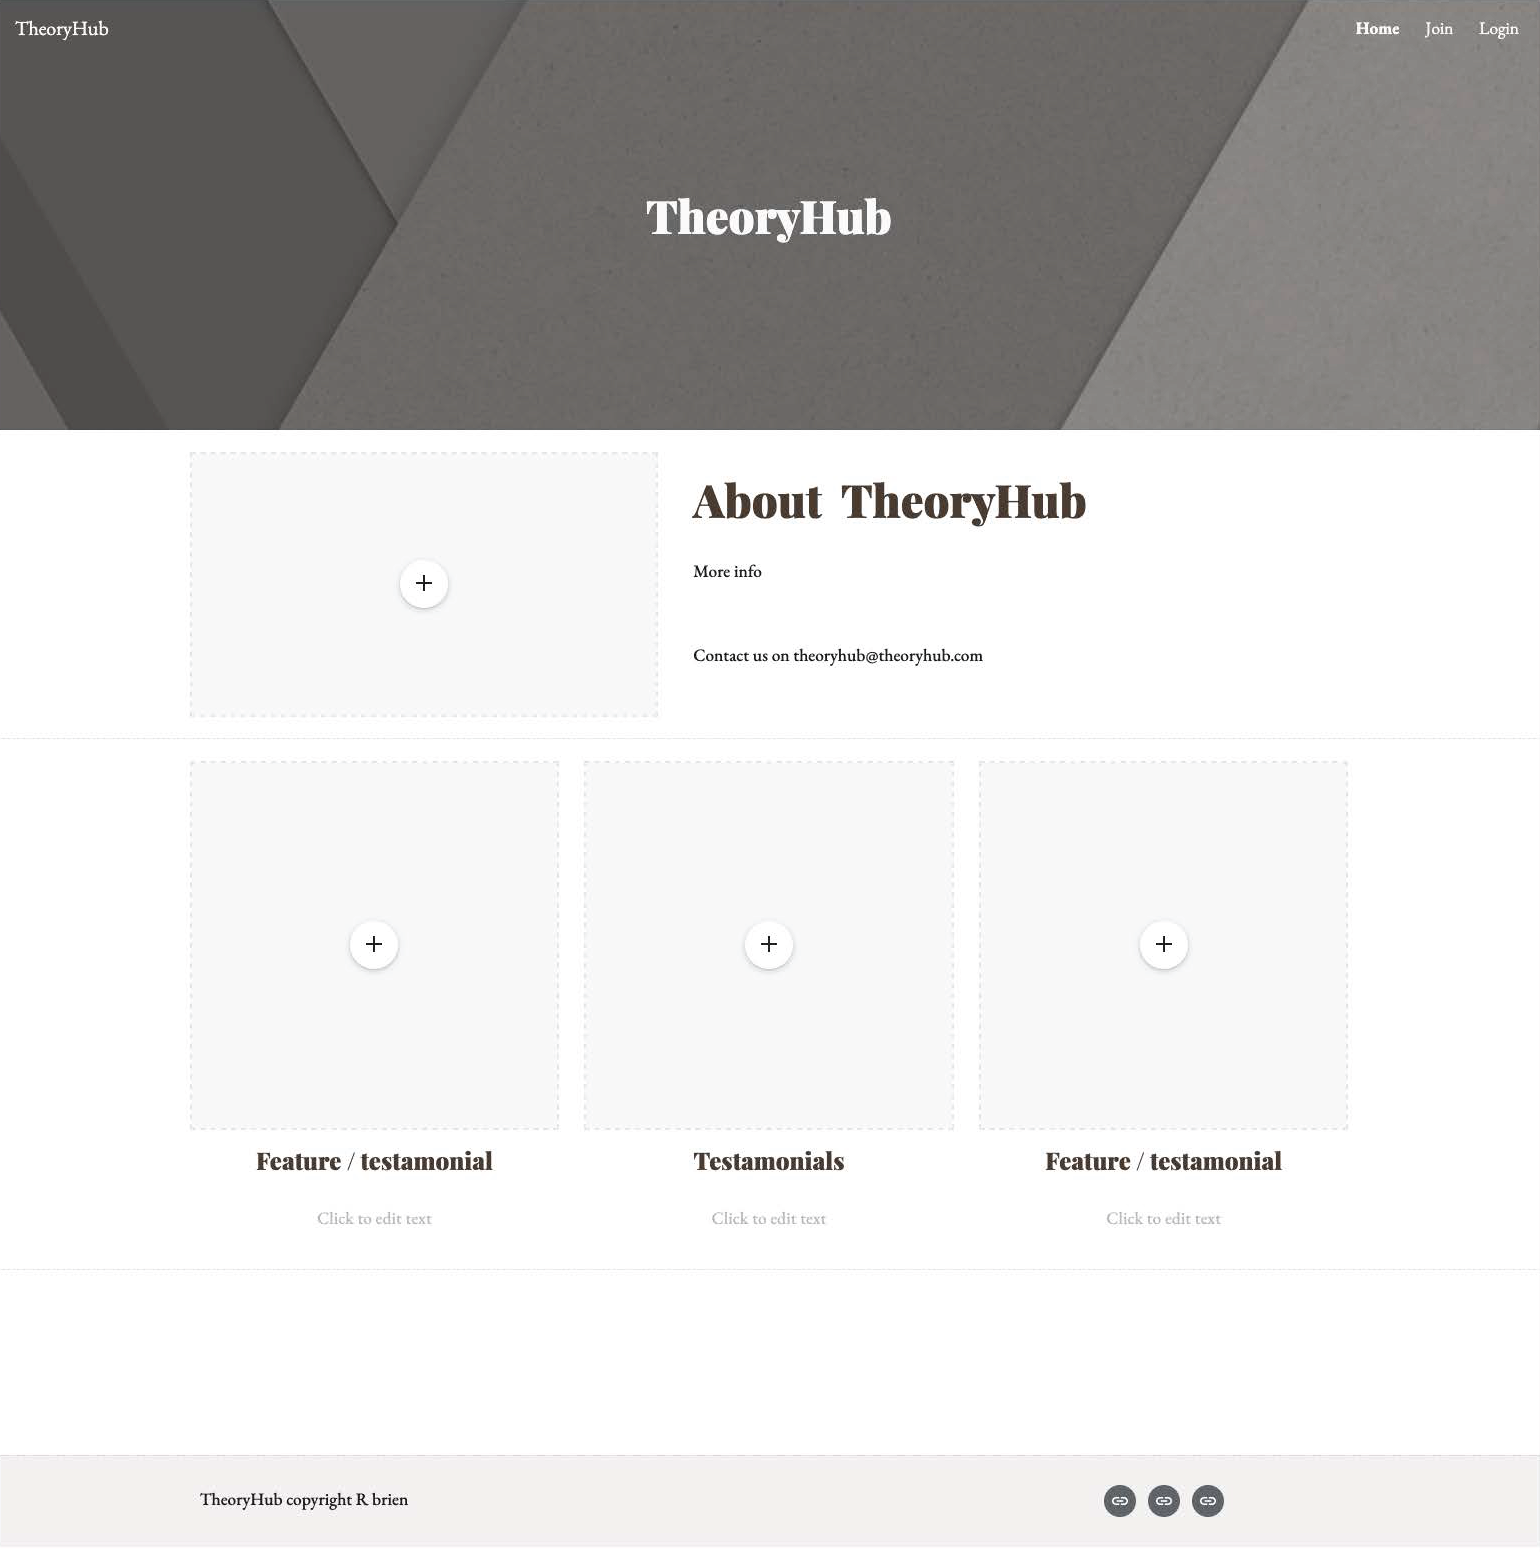 TheoryHub
Home Join Login
TheoryHub
About TheoryHub
More info
Contact us on theoryhub@theoryhub.com
Feature / testamonial
Testamonials
Feature / testamonial
Click to edit text
Click to edit text
Click to edit text
TheoryHub copyright R brien